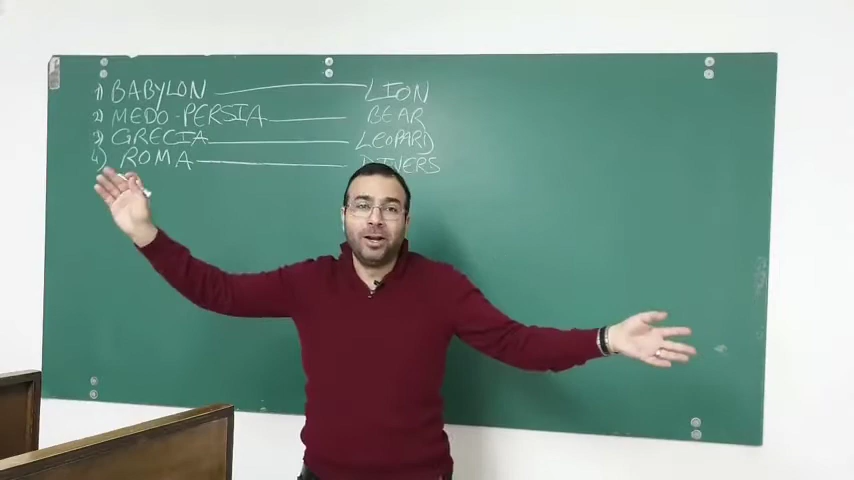 1) BABYLON — LION
2) MEDO-PERSIA — BEAR
3) GRECIA — LEOPARD
4) ROMA — DIVERS